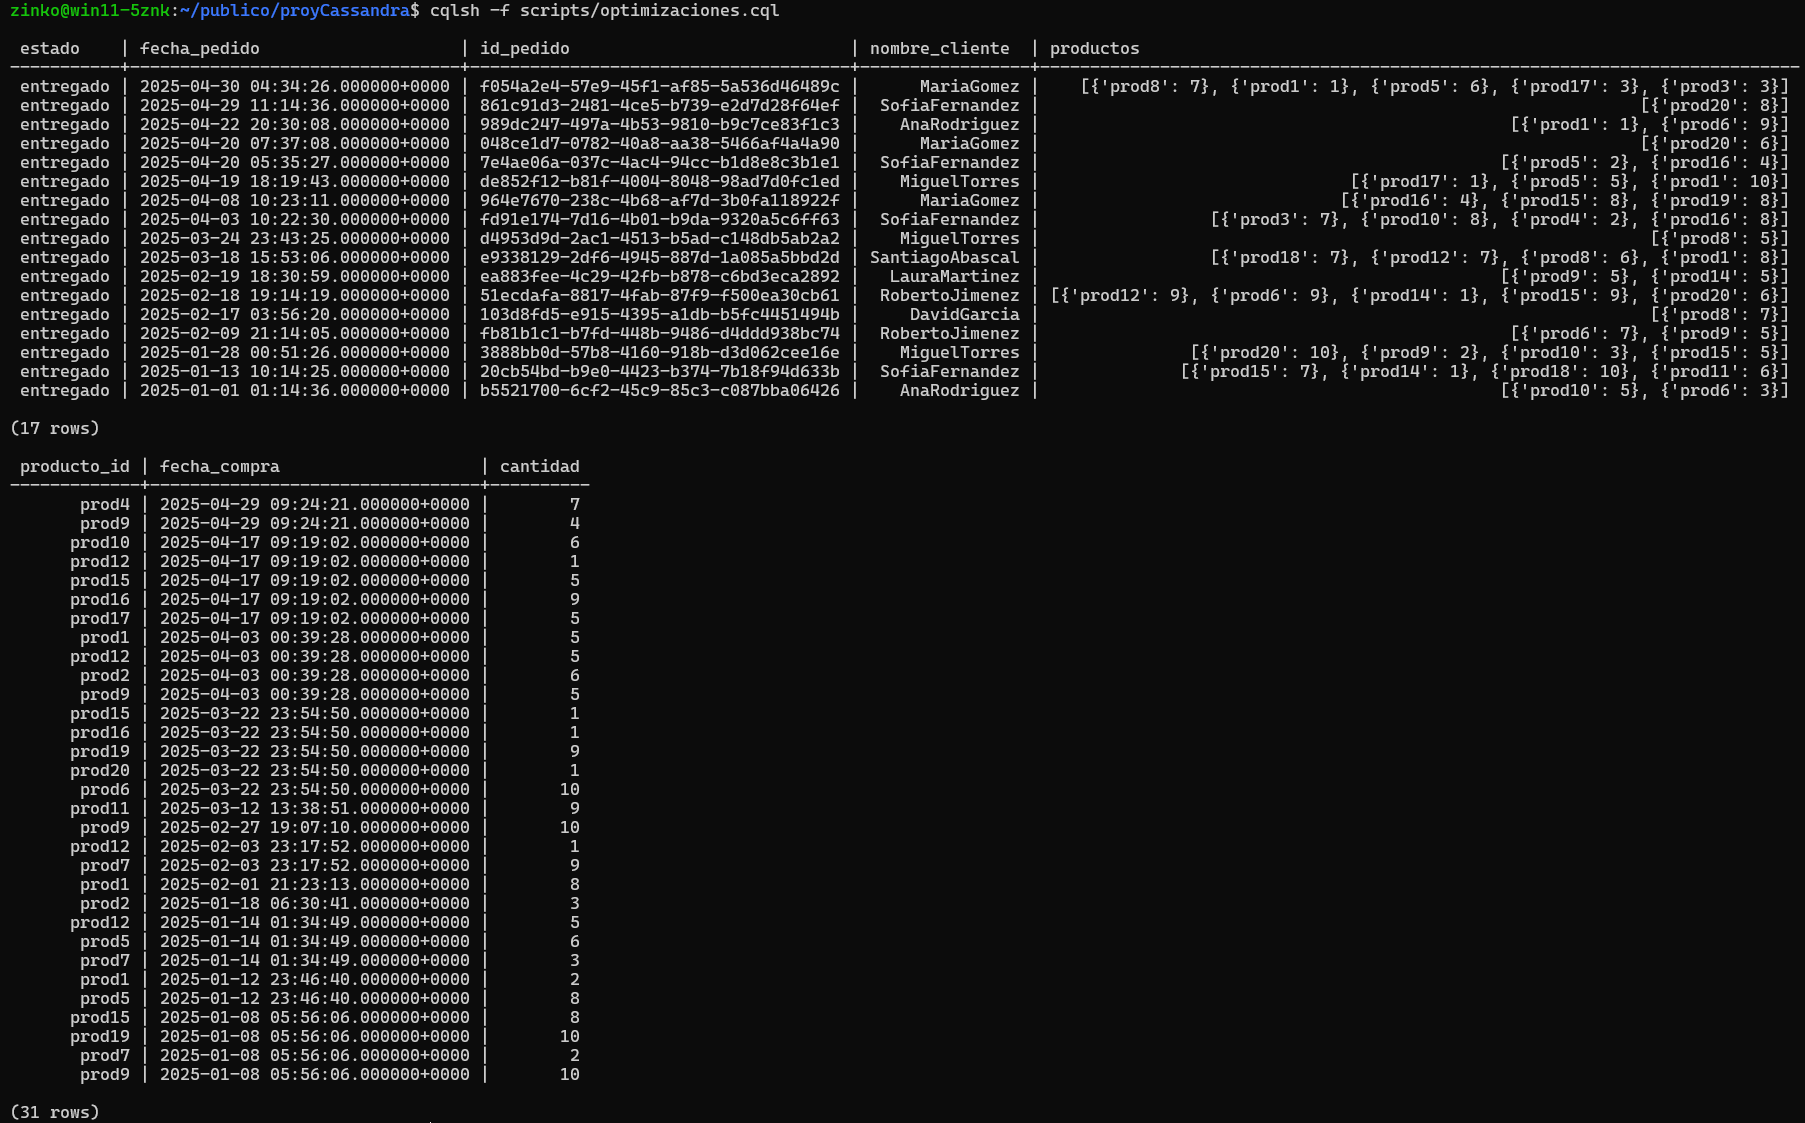 zinko@win11-5znk:~/publico/proyCassandra$ cqlsh -f scripts/optimizaciones.cql
 estado    | fecha_pedido                    | id_pedido                            | nombre_cliente  | productos
-----------+---------------------------------+--------------------------------------+-----------------+----------------------------------------------------------------------------
 entregado | 2025-04-30 04:34:26.000000+0000 | f054a2e4-57e9-45f1-af85-5a536d46489c |      MariaGomez |    [{'prod8': 7}, {'prod1': 1}, {'prod5': 6}, {'prod17': 3}, {'prod3': 3}]
 entregado | 2025-04-29 11:14:36.000000+0000 | 861c91d3-2481-4ce5-b739-e2d7d28f64ef |  SofiaFernandez |                                                            [{'prod20': 8}]
 entregado | 2025-04-22 20:30:08.000000+0000 | 989dc247-497a-4b53-9810-b9c7ce83f1c3 |    AnaRodriguez |                                               [{'prod1': 1}, {'prod6': 9}]
 entregado | 2025-04-20 07:37:08.000000+0000 | 048ce1d7-0782-40a8-aa38-5466af4a4a90 |      MariaGomez |                                                            [{'prod20': 6}]
 entregado | 2025-04-20 05:35:27.000000+0000 | 7e4ae06a-037c-4ac4-94cc-b1d8e8c3b1e1 |  SofiaFernandez |                                              [{'prod5': 2}, {'prod16': 4}]
 entregado | 2025-04-19 18:19:43.000000+0000 | de852f12-b81f-4004-8048-98ad7d0fc1ed |    MiguelTorres |                               [{'prod17': 1}, {'prod5': 5}, {'prod1': 10}]
 entregado | 2025-04-08 10:23:11.000000+0000 | 964e7670-238c-4b68-af7d-3b0fa118922f |      MariaGomez |                              [{'prod16': 4}, {'prod15': 8}, {'prod19': 8}]
 entregado | 2025-04-03 10:22:30.000000+0000 | fd91e174-7d16-4b01-b9da-9320a5c6ff63 |  SofiaFernandez |                 [{'prod3': 7}, {'prod10': 8}, {'prod4': 2}, {'prod16': 8}]
 entregado | 2025-03-24 23:43:25.000000+0000 | d4953d9d-2ac1-4513-b5ad-c148db5ab2a2 |    MiguelTorres |                                                             [{'prod8': 5}]
 entregado | 2025-03-18 15:53:06.000000+0000 | e9338129-2df6-4945-887d-1a085a5bbd2d | SantiagoAbascal |                 [{'prod18': 7}, {'prod12': 7}, {'prod8': 6}, {'prod1': 8}]
 entregado | 2025-02-19 18:30:59.000000+0000 | ea883fee-4c29-42fb-b878-c6bd3eca2892 |   LauraMartinez |                                              [{'prod9': 5}, {'prod14': 5}]
 entregado | 2025-02-18 19:14:19.000000+0000 | 51ecdafa-8817-4fab-87f9-f500ea30cb61 |  RobertoJimenez | [{'prod12': 9}, {'prod6': 9}, {'prod14': 1}, {'prod15': 9}, {'prod20': 6}]
 entregado | 2025-02-17 03:56:20.000000+0000 | 103d8fd5-e915-4395-a1db-b5fc4451494b |     DavidGarcia |                                                             [{'prod8': 7}]
 entregado | 2025-02-09 21:14:05.000000+0000 | fb81b1c1-b7fd-448b-9486-d4ddd938bc74 |  RobertoJimenez |                                               [{'prod6': 7}, {'prod9': 5}]
 entregado | 2025-01-28 00:51:26.000000+0000 | 3888bb0d-57b8-4160-918b-d3d062cee16e |    MiguelTorres |               [{'prod20': 10}, {'prod9': 2}, {'prod10': 3}, {'prod15': 5}]
 entregado | 2025-01-13 10:14:25.000000+0000 | 20cb54bd-b9e0-4423-b374-7b18f94d633b |  SofiaFernandez |              [{'prod15': 7}, {'prod14': 1}, {'prod18': 10}, {'prod11': 6}]
 entregado | 2025-01-01 01:14:36.000000+0000 | b5521700-6cf2-45c9-85c3-c087bba06426 |    AnaRodriguez |                                              [{'prod10': 5}, {'prod6': 3}]
(17 rows)
 producto_id | fecha_compra                    | cantidad
-------------+---------------------------------+----------
       prod4 | 2025-04-29 09:24:21.000000+0000 |        7
       prod9 | 2025-04-29 09:24:21.000000+0000 |        4
      prod10 | 2025-04-17 09:19:02.000000+0000 |        6
      prod12 | 2025-04-17 09:19:02.000000+0000 |        1
      prod15 | 2025-04-17 09:19:02.000000+0000 |        5
      prod16 | 2025-04-17 09:19:02.000000+0000 |        9
      prod17 | 2025-04-17 09:19:02.000000+0000 |        5
       prod1 | 2025-04-03 00:39:28.000000+0000 |        5
      prod12 | 2025-04-03 00:39:28.000000+0000 |        5
       prod2 | 2025-04-03 00:39:28.000000+0000 |        6
       prod9 | 2025-04-03 00:39:28.000000+0000 |        5
      prod15 | 2025-03-22 23:54:50.000000+0000 |        1
      prod16 | 2025-03-22 23:54:50.000000+0000 |        1
      prod19 | 2025-03-22 23:54:50.000000+0000 |        9
      prod20 | 2025-03-22 23:54:50.000000+0000 |        1
       prod6 | 2025-03-22 23:54:50.000000+0000 |       10
      prod11 | 2025-03-12 13:38:51.000000+0000 |        9
       prod9 | 2025-02-27 19:07:10.000000+0000 |       10
      prod12 | 2025-02-03 23:17:52.000000+0000 |        1
       prod7 | 2025-02-03 23:17:52.000000+0000 |        9
       prod1 | 2025-02-01 21:23:13.000000+0000 |        8
       prod2 | 2025-01-18 06:30:41.000000+0000 |        3
      prod12 | 2025-01-14 01:34:49.000000+0000 |        5
       prod5 | 2025-01-14 01:34:49.000000+0000 |        6
       prod7 | 2025-01-14 01:34:49.000000+0000 |        3
       prod1 | 2025-01-12 23:46:40.000000+0000 |        2
       prod5 | 2025-01-12 23:46:40.000000+0000 |        8
      prod15 | 2025-01-08 05:56:06.000000+0000 |        8
      prod19 | 2025-01-08 05:56:06.000000+0000 |       10
       prod7 | 2025-01-08 05:56:06.000000+0000 |        2
       prod9 | 2025-01-08 05:56:06.000000+0000 |       10
(31 rows)